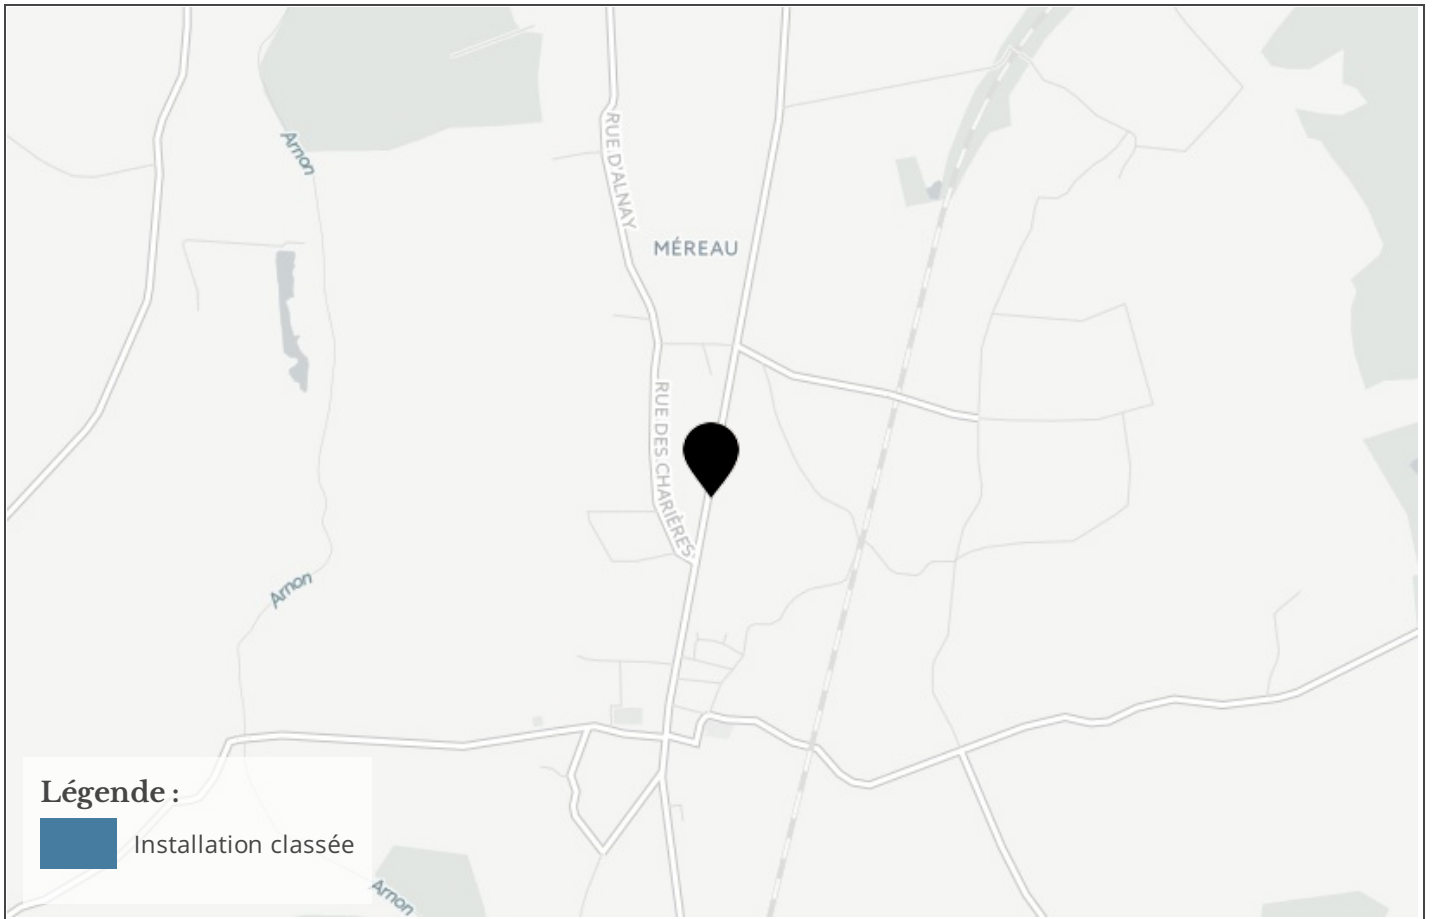 Arnon
RUE D'ALNAY
MÉREAU
RUE DES CHARIÈRES
Arnon
Légende :
Installation classée
Arnon